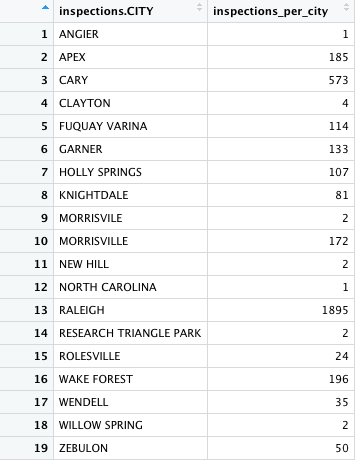 inspections.CITY inspections_per_city
1 ANGIER 1
2 APEX 185
3 CARY 573
4 CLAYTON 4
5 FUQUAY VARINA 114
6 GARNER 133
7 HOLLY SPRINGS 107
8 KNIGHTDALE 81
9 MORRISVILE 2
10 MORRISVILLE 172
11 NEW HILL 2
12 NORTH CAROLINA 1
13 RALEIGH 1895
14 RESEARCH TRIANGLE PARK 2
15 ROLESVILLE 24
16 WAKE FOREST 196
17 WENDELL 35
18 WILLOW SPRING 2
19 ZEBULON 50